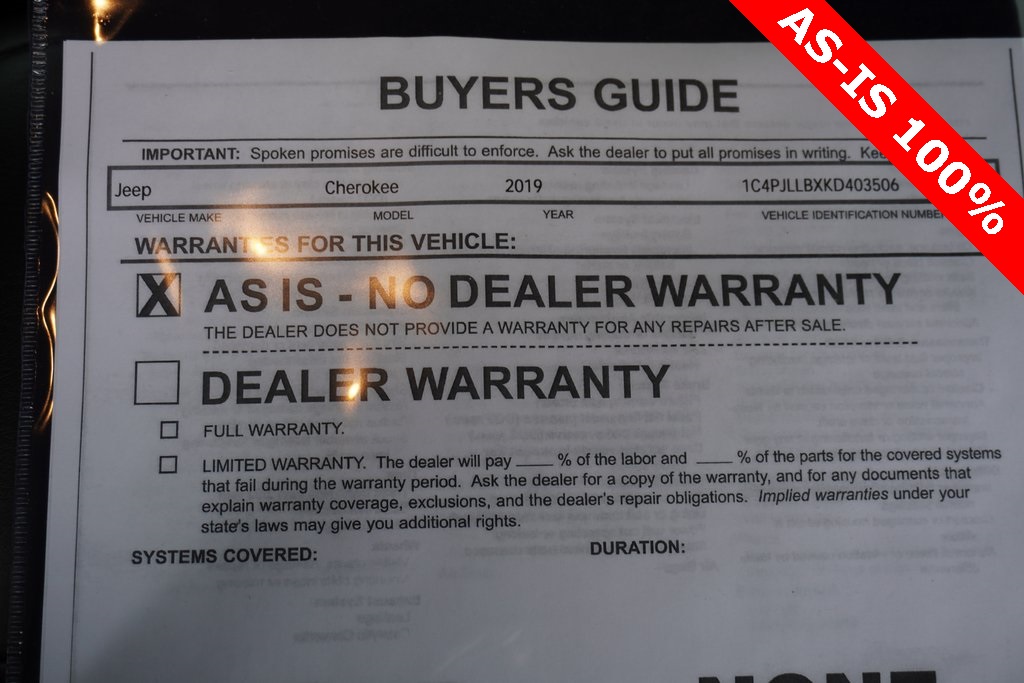 AS-IS 100%
BUYERS GUIDE
IMPORTANT: Spoken promises are difficult to enforce. Ask the dealer to put all promises in writing.
Jeep Cherokee 2019 1C4PJLLBXKD403506
VEHICLE MAKE MODEL YEAR VEHICLE IDENTIFICATION
WARRANTIES FOR THIS VEHICLE:
X AS IS - NO DEALER WARRANTY
THE DEALER DOES NOT PROVIDE A WARRANTY FOR ANY REPAIRS AFTER SALE.
DEALER WARRANTY
FULL WARRANTY.
LIMITED WARRANTY. The dealer will pay ____ % of the labor and ____ % of the parts for the covered systems
that fail during the warranty period. Ask the dealer for a copy of the warranty, and for any documents that
explain warranty coverage, exclusions, and the dealer's repair obligations. Implied warranties under your
state's laws may give you additional rights.
SYSTEMS COVERED: DURATION: